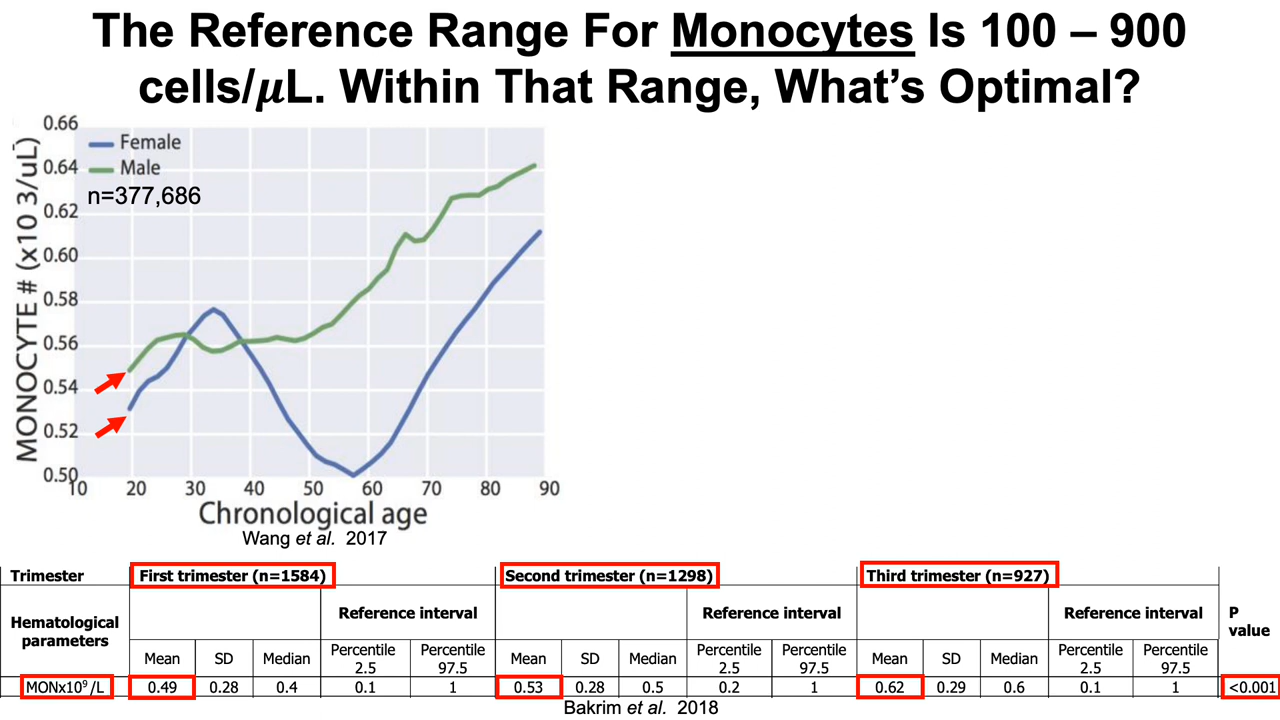 The Reference Range For Monocytes Is 100 – 900
cells/𝝁L. Within That Range, What's Optimal?
MONOCYTE # (x10 3/uL)
0.66
0.64
0.62
0.60
0.58
0.56
0.54
0.52
0.50
Female
Male
n=377,686
10 20 30 40 50 60 70 80 90
Chronological age
Wang et al. 2017
Trimester First trimester (n=1584) Second trimester (n=1298) Third trimester (n=927)
Hematological
parameters
Reference interval Reference interval Reference interval
P
value
Mean SD Median Percentile
2.5 Percentile
97.5 Mean SD Median Percentile
2.5 Percentile
97.5 Mean SD Median Percentile
2.5 Percentile
97.5
MONx10⁹/L 0.49 0.28 0.4 0.1 1 0.53 0.28 0.5 0.2 1 0.62 0.29 0.6 0.1 1 <0.001
Bakrim et al. 2018